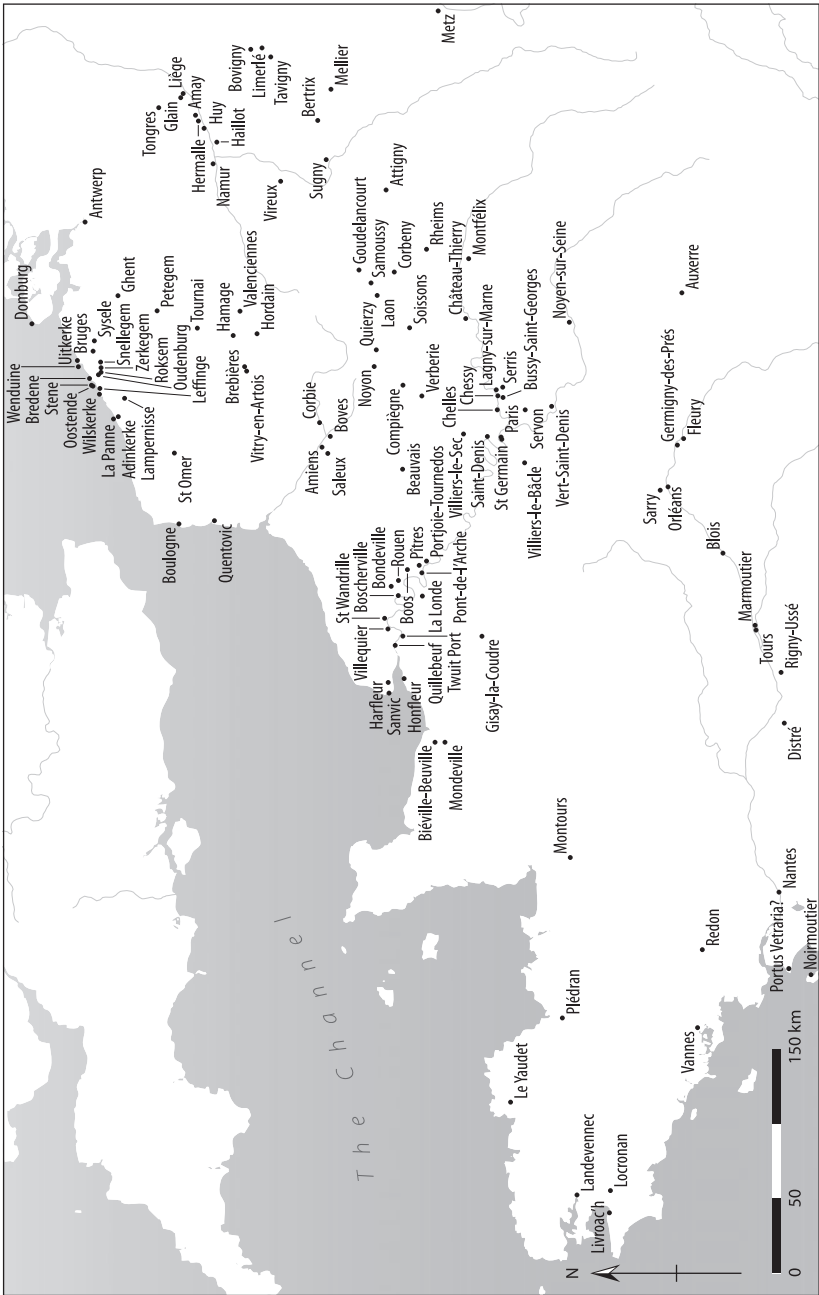 Domburg
Antwerp
Wenduine
Bredene
Stene
Oostende
Wilskerke
La Panne
Adinkerke
Lampernisse
Uitkerke
Bruges
Sysele
Snellegem
Zerkegem
Roksem
Oudenburg
Leffinge
Ghent
Petegem
Tournai
St Omer
Boulogne
Quentovic
Hamage
Valenciennes
Hordain
Brebières
Vitry-en-Artois
Tongres
Glain
Liège
Amay
Huy
Haillot
Hermalle
Namur
Bovigny
Limerlé
Tavigny
Vireux
Bertrix
Mellier
Sugny
Metz
Corbie
Boves
Amiens
Saleux
Goudelancourt
Samoussy
Corbeny
Attigny
Rheims
Quierzy
Laon
Soissons
Noyon
Compiègne
Verberie
Beauvais
Château-Thierry
Montfélix
Chelles
Chessy
Lagny-sur-Marne
Serris
Bussy-Saint-Georges
Villiers-le-Sec
Saint-Denis
St Germain
Paris
Servon
Villiers-le-Bâcle
Vert-Saint-Denis
Noyen-sur-Seine
St Wandrille
Boscherville
Bondeville
Rouen
Pîtres
Portjoie-Tournedos
Villequier
Boos
La Londe
Pont-de-l'Arche
Harfleur
Sanvic
Honfleur
Quillebeuf
Twuit Port
Gisay-la-Coudre
Biéville-Beuville
Mondeville
Auxerre
Germigny-des-Prés
Fleury
Sarry
Orléans
Blois
Marmoutier
Tours
Rigny-Ussé
Distré
Montours
The Channel
Plédran
Le Yaudet
Landevennec
Locronan
Livroac'h
Redon
Vannes
Nantes
Portus Vetraria?
Noirmoutier
N
0
50
150 km